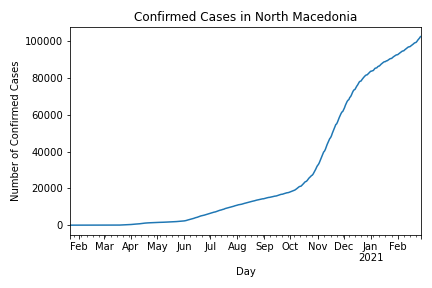 Confirmed Cases in North Macedonia
100000
80000
60000
40000
20000
0
Number of Confirmed Cases
Feb Mar Apr May Jun Jul Aug Sep Oct Nov Dec Jan Feb
2021
Day